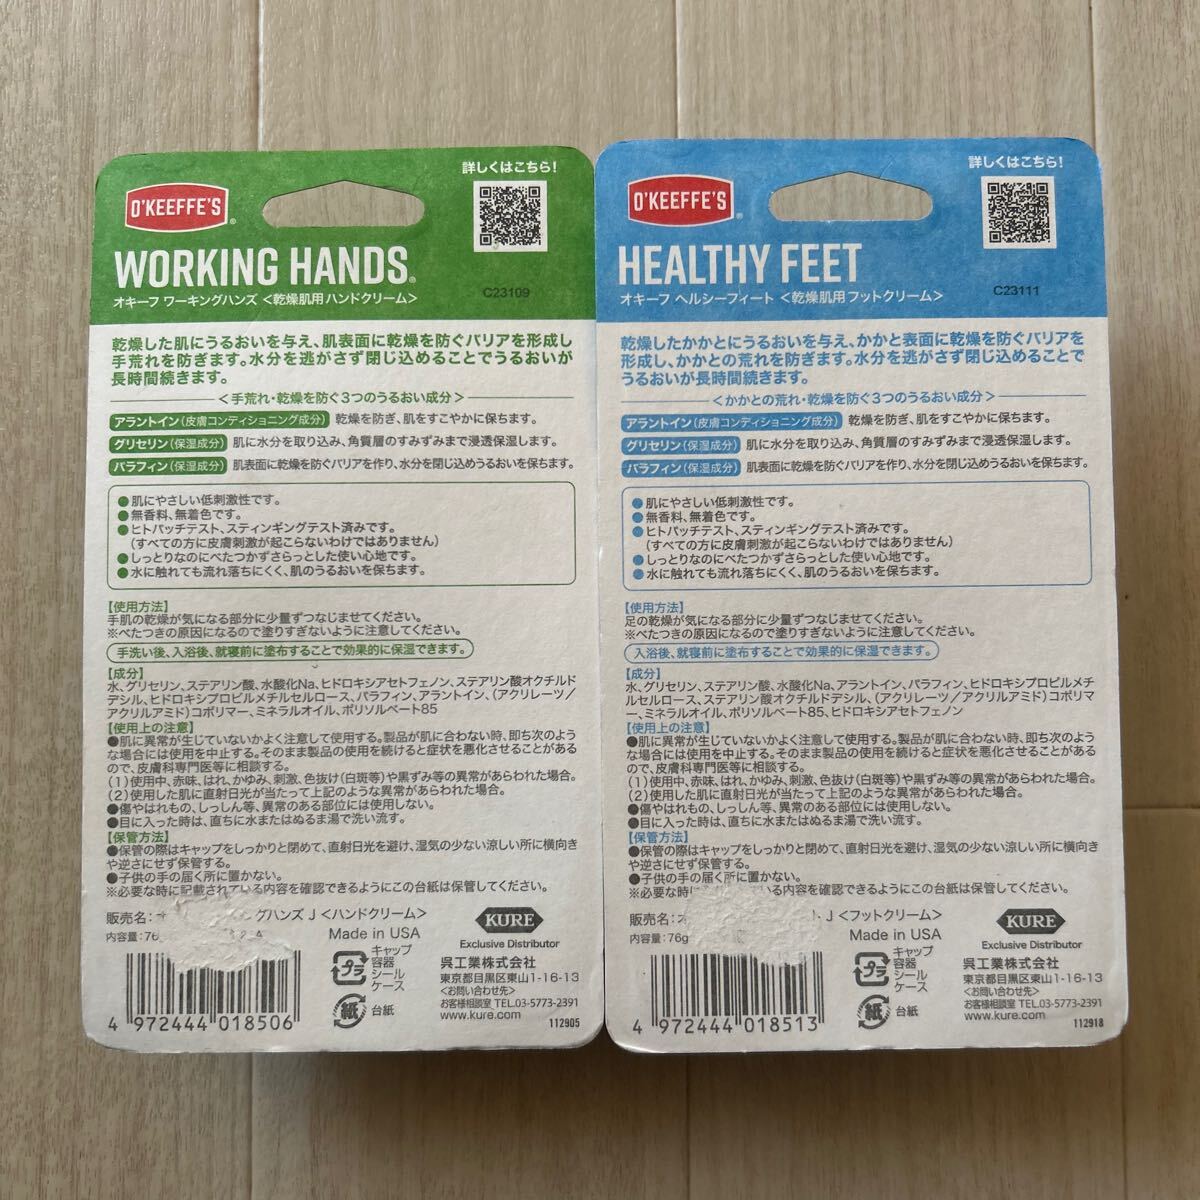 詳しくはこちら!
O'KEEFFE'S®
WORKING HANDS®
オキーフ ワーキングハンズ <乾燥肌用 ハンドクリーム>
C23109
乾燥した肌にうるおいを与え、肌表面に乾燥を防ぐバリアを形成し
手荒れを防ぎます。水分を逃がさず閉じ込めることでうるおいが
長時間続きます。
<手荒れ・乾燥を防ぐ3つのうるおい成分>
アラントイン(皮膚コンディショニング成分) 乾燥を防ぎ、肌をすこやかに保ちます。
グリセリン(保湿成分) 肌に水分を取り込み、角質層のすみずみまで浸透保湿します。
パラフィン(保湿成分) 肌表面に乾燥を防ぐバリアを作り、水分を閉じ込めうるおいを保ちます。
●肌にやさしい低刺激性です。
●無香料、無着色です。
●ヒトパッチテスト、スティンギングテスト済みです。
(すべての方に皮膚刺激が起こらないわけではありません)
●しっとりなのにべたつかずさらっとした使い心地です。
●水に触れても流れ落ちにくく、肌のうるおいを保ちます。
【使用方法】
手肌の乾燥が気になる部分に少量ずつなじませてください。
※べたつきの原因になるので塗りすぎないように注意してください。
手洗い後、入浴後、就寝前に塗布することで効果的に保湿できます。
【成分】
水、グリセリン、ステアリン酸、水酸化Na、ヒドロキシアセトフェノン、ステアリン酸オクチルド
デシル、ヒドロキシプロピルメチルセルロース、パラフィン、アラントイン、(アクリレーツ/
アクリルアミド)コポリマー、ミネラルオイル、ポリソルベート85
【使用上の注意】
●肌に異常が生じていないかよく注意して使用する。製品が肌に合わない時、即ち次のよう
な場合には使用を中止する。そのまま製品の使用を続けると症状を悪化させることがある
ので、皮膚科専門医等に相談する。
(1)使用中、赤味、はれ、かゆみ、刺激、色抜け(白斑等)や黒ずみ等の異常があらわれた場合。
(2)使用した肌に直射日光が当たって上記のような異常があらわれた場合。
●傷やはれもの、しっしん等、異常のある部位には使用しない。
●目に入った時は、直ちに水またはぬるま湯で洗い流す。
【保管方法】
●保管の際はキャップをしっかりと閉めて、直射日光を避け、湿気の少ない涼しい所に横向き
や逆さにせず保管する。
●子供の手の届く所に置かない。
※必要な時に記載されている内容を確認できるようにこの台紙は保管してください。
販売名:オ ングハンズ J <ハンドクリーム>
内容量:76
Made in USA
プラ
キャップ
容器
シール
ケース
紙
台紙
4 972444 018506
KURE
Exclusive Distributor
呉工業株式会社
東京都目黒区東山1-16-13
<お問い合わせ先>
お客様相談室 TEL.03-5773-2391
www.kure.com
112905
詳しくはこちら!
O'KEEFFE'S®
HEALTHY FEET
オキーフ ヘルシーフィート <乾燥肌用 フットクリーム>
C23111
乾燥したかかとにうるおいを与え、かかと表面に乾燥を防ぐバリアを
形成し、かかとの荒れを防ぎます。水分を逃がさず閉じ込めることで
うるおいが長時間続きます。
<かかとの荒れ・乾燥を防ぐ3つのうるおい成分>
アラントイン(皮膚コンディショニング成分) 乾燥を防ぎ、肌をすこやかに保ちます。
グリセリン(保湿成分) 肌に水分を取り込み、角質層のすみずみまで浸透保湿します。
パラフィン(保湿成分) 肌表面に乾燥を防ぐバリアを作り、水分を閉じ込めうるおいを保ちます。
●肌にやさしい低刺激性です。
●無香料、無着色です。
●ヒトパッチテスト、スティンギングテスト済みです。
(すべての方に皮膚刺激が起こらないわけではありません)
●しっとりなのにべたつかずさらっとした使い心地です。
●水に触れても流れ落ちにくく、肌のうるおいを保ちます。
【使用方法】
足の乾燥が気になる部分に少量ずつなじませてください。
※べたつきの原因になるので塗りすぎないように注意してください。
入浴後、就寝前に塗布することで効果的に保湿できます。
【成分】
水、グリセリン、ステアリン酸、水酸化Na、アラントイン、パラフィン、ヒドロキシプロピルメチ
ルセルロース、ステアリン酸オクチルドデシル、(アクリレーツ/アクリルアミド)コポリマ
ー、ミネラルオイル、ポリソルベート85、ヒドロキシアセトフェノン
【使用上の注意】
●肌に異常が生じていないかよく注意して使用する。製品が肌に合わない時、即ち次のよう
な場合には使用を中止する。そのまま製品の使用を続けると症状を悪化させることがある
ので、皮膚科専門医等に相談する。
(1)使用中、赤味、はれ、かゆみ、刺激、色抜け(白斑等)や黒ずみ等の異常があらわれた場合。
(2)使用した肌に直射日光が当たって上記のような異常があらわれた場合。
●傷やはれもの、しっしん等、異常のある部位には使用しない。
●目に入った時は、直ちに水またはぬるま湯で洗い流す。
【保管方法】
●保管の際はキャップをしっかりと閉めて、直射日光を避け、湿気の少ない涼しい所に横向き
や逆さにせず保管する。
●子供の手の届く所に置かない。
※必要な時に いる内容を確認できるようにこの台紙は保管してください。
販売名:オ J <フットクリーム>
内容量:76g
Made in USA
プラ
キャップ
容器
シール
ケース
紙
台紙
4 972444 018513
KURE
Exclusive Distributor
呉工業株式会社
東京都目黒区東山1-16-13
<お問い合わせ先>
お客様相談室 TEL.03-5773-2391
www.kure.com
112918